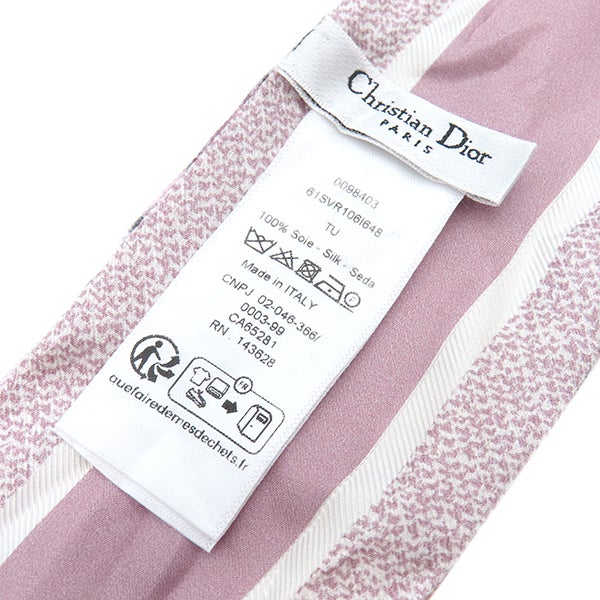 Christian Dior
PARIS
0098403
61SVR106I648
TU
100% Soie - Silk - Seda
Made in ITALY
CNPJ 02-046-366/
0003-99
CA65281
RN : 143628
FR
quefairedemesdechets.fr